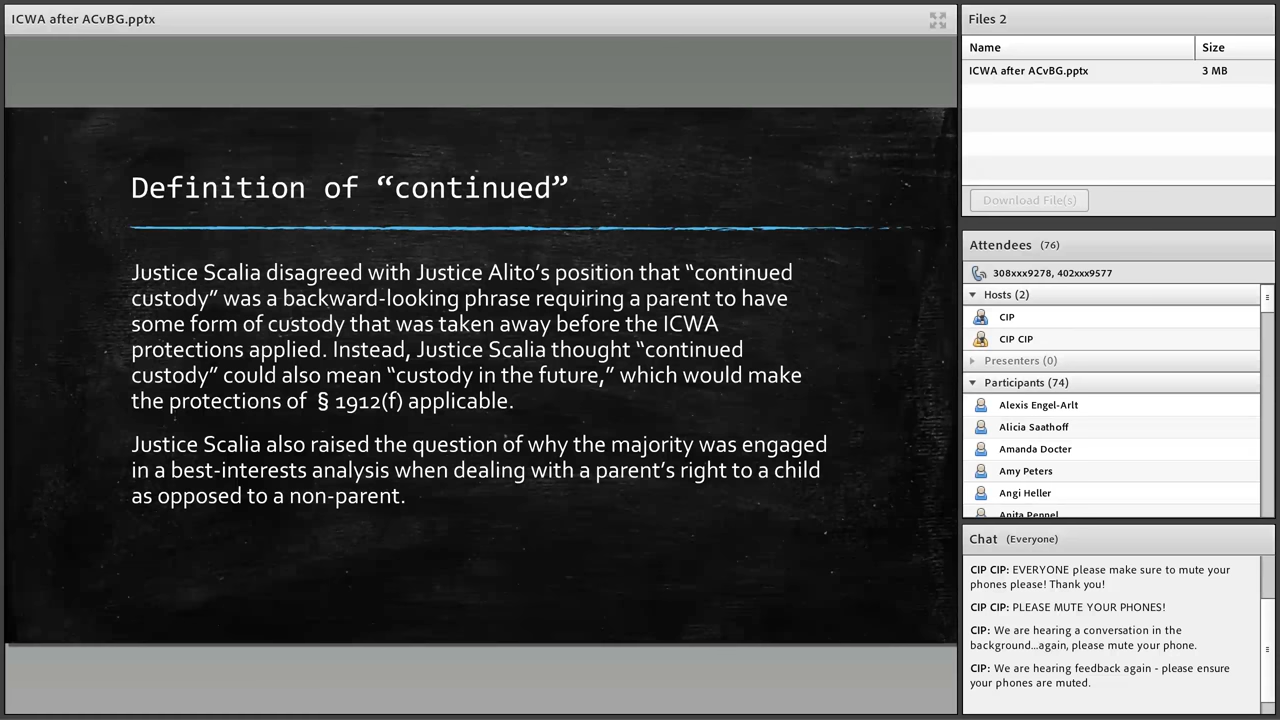 ICWA after ACvBG.pptx
Definition of “continued”
Justice Scalia disagreed with Justice Alito’s position that “continued
custody” was a backward-looking phrase requiring a parent to have
some form of custody that was taken away before the ICWA
protections applied. Instead, Justice Scalia thought “continued
custody” could also mean “custody in the future,” which would make
the protections of § 1912(f) applicable.
Justice Scalia also raised the question of why the majority was engaged
in a best-interests analysis when dealing with a parent’s right to a child
as opposed to a non-parent.
Files 2
Name Size
ICWA after ACvBG.pptx 3 MB
Download File(s)
Attendees (76)
308xxx9278, 402xxx9577
Hosts (2)
CIP
CIP CIP
Presenters (0)
Participants (74)
Alexis Engel-Arlt
Alicia Saathoff
Amanda Docter
Amy Peters
Angi Heller
Chat (Everyone)
CIP CIP: EVERYONE please make sure to mute your
phones please! Thank you!
CIP CIP: PLEASE MUTE YOUR PHONES!
CIP: We are hearing a conversation in the
background...again, please mute your phone.
CIP: We are hearing feedback again - please ensure
your phones are muted.